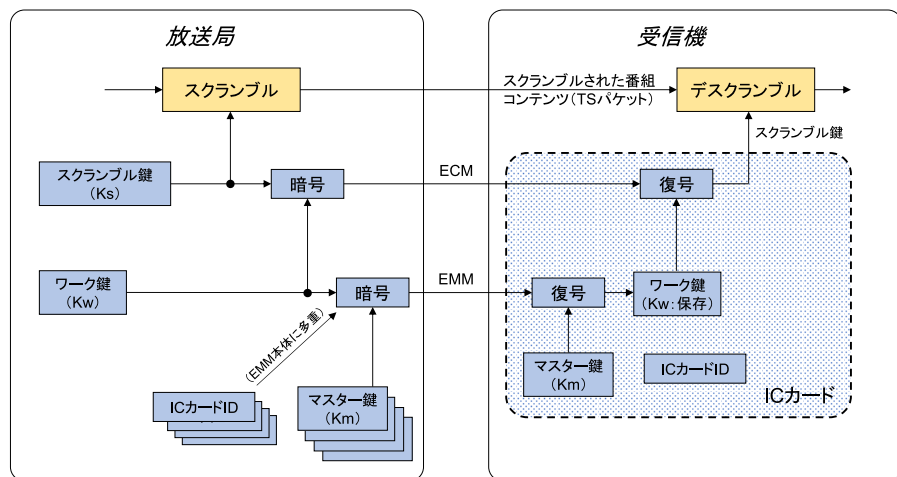 放送局
受信機
スクランブル
スクランブルされた番組
コンテンツ(TSパケット)
デスクランブル
スクランブル鍵
スクランブル鍵
(Ks)
暗号
ECM
復号
ワーク鍵
(Kw)
暗号
EMM
復号
ワーク鍵
(Kw:保存)
(EMM本体に多重)
ICカードID
マスター鍵
(Km)
マスター鍵
(Km)
ICカードID
ICカード